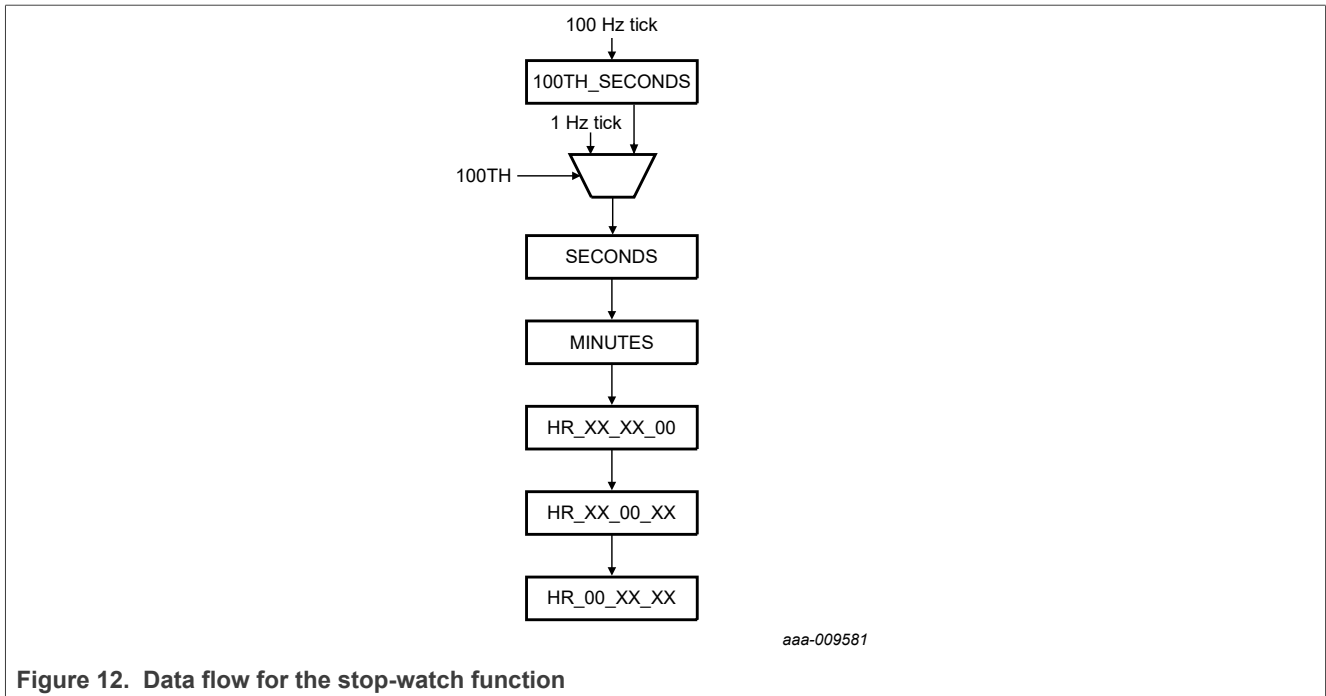 100 Hz tick
100TH_SECONDS
1 Hz tick
100TH
SECONDS
MINUTES
HR_XX_XX_00
HR_XX_00_XX
HR_00_XX_XX
aaa-009581
Figure 12. Data flow for the stop-watch function